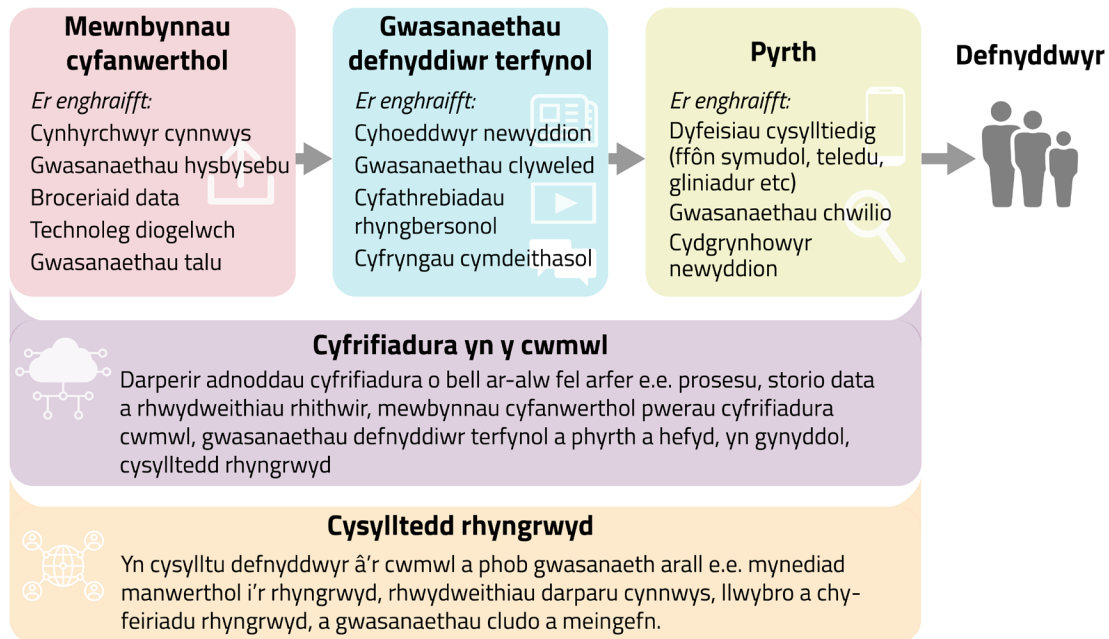 Mewnbynnau
cyfanwerthol
Er enghraifft:
Cynhyrchwyr cynnwys
Gwasanaethau hysbysebu
Broceriaid data
Technoleg diogelwch
Gwasanaethau talu
Gwasanaethau
defnyddiwr terfynol
Er enghraifft:
Cyhoeddwyr newyddion
Gwasanaethau clyweled
Cyfathrebiadau
rhyngbersonol
Cyfryngau cymdeithasol
Pyrth
Er enghraifft:
Dyfeisiau cysylltiedig
(ffôn symudol, teledu,
gliniadur etc)
Gwasanaethau chwilio
Cydgrynhowyr
newyddion
Defnyddwyr
Cyfrifiadura yn y cwmwl
Darperir adnoddau cyfrifiadura o bell ar-alw fel arfer e.e. prosesu, storio data
a rhwydweithiau rhithwir, mewbynnau cyfanwerthol pwerau cyfrifiadura
cwmwl, gwasanaethau defnyddiwr terfynol a phyrth a hefyd, yn gynyddol,
cysylltedd rhyngrwyd
Cysylltedd rhyngrwyd
Yn cysylltu defnyddwyr â’r cwmwl a phob gwasanaeth arall e.e. mynediad
manwerthol i’r rhyngrwyd, rhwydweithiau darparu cynnwys, llwybro a chy-
feiriadu rhyngrwyd, a gwasanaethau cludo a meingefn.